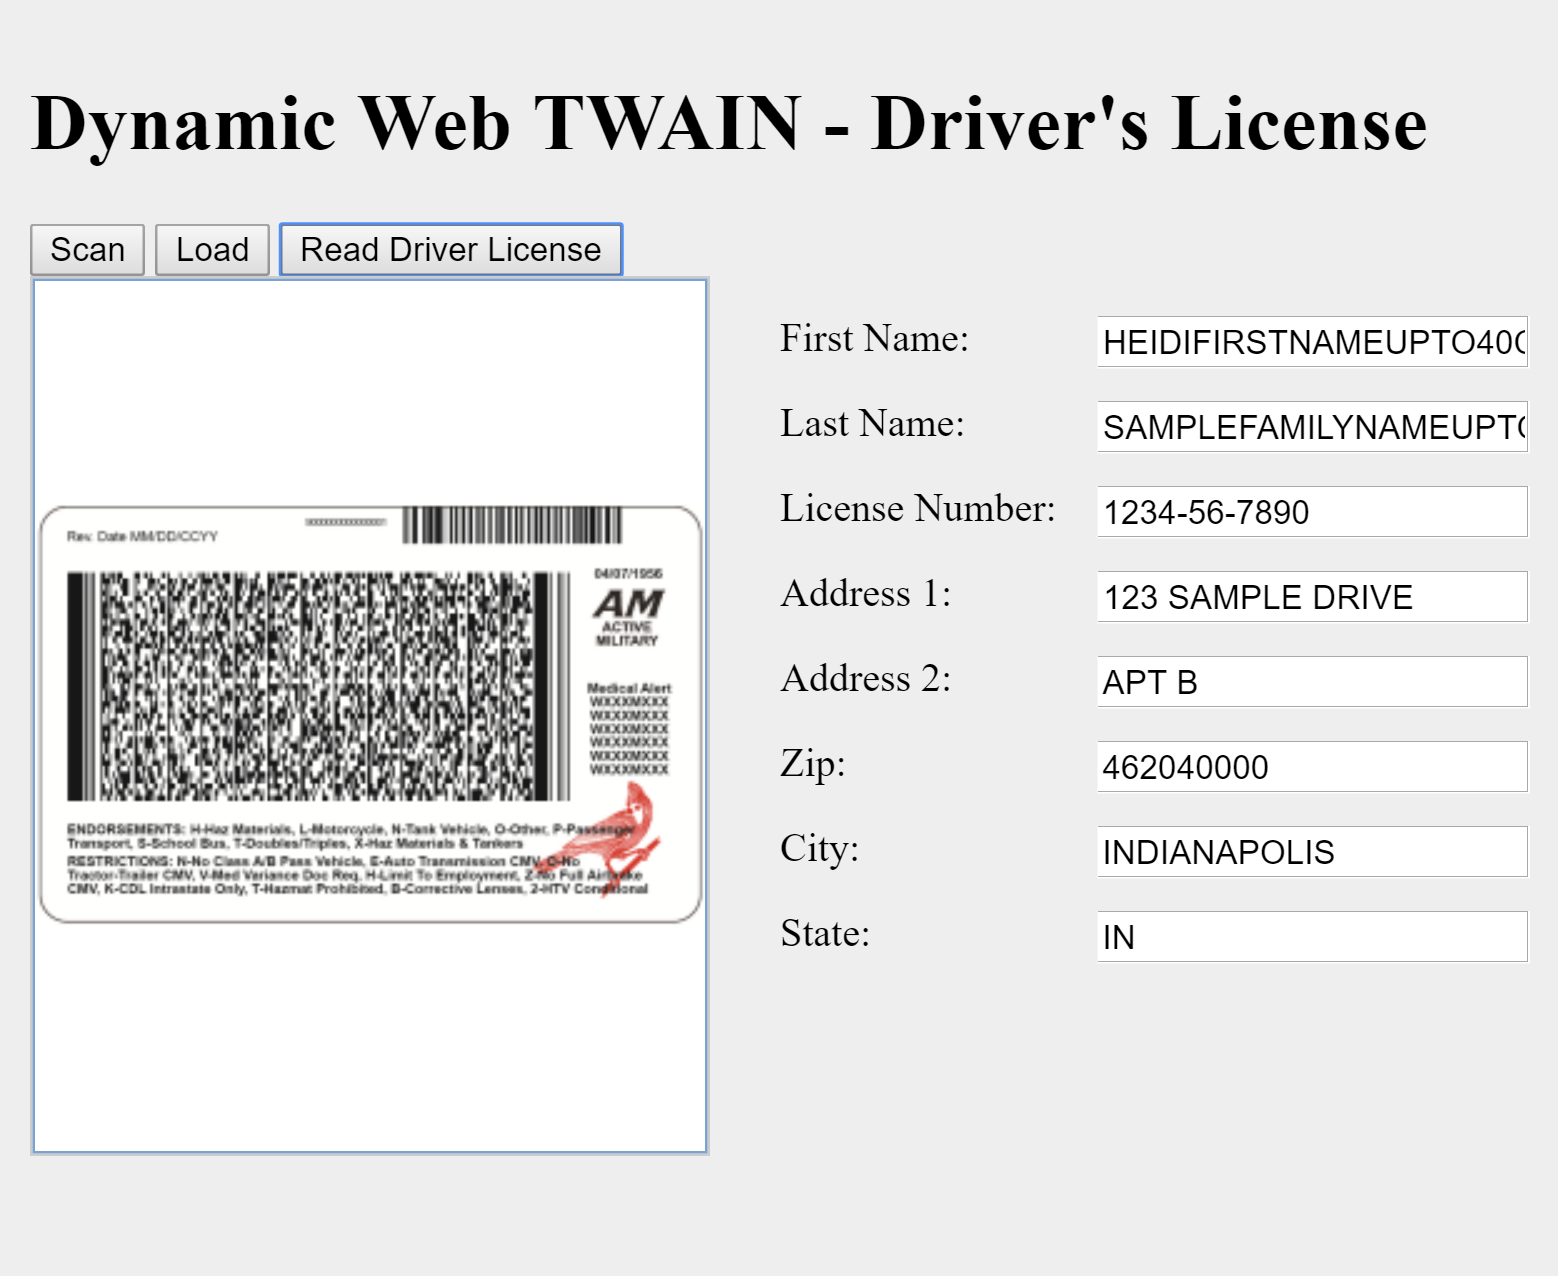 Dynamic Web TWAIN - Driver's License
Scan
Load
Read Driver License
Rev. Date MM/DD/CCYY
04/07/1956
AM
ACTIVE
MILITARY
Medical Alert
WXXXMXXX
WXXXMXXX
WXXXMXXX
WXXXMXXX
WXXXMXXX
WXXXMXXX
ENDORSEMENTS: H-Haz Materials, L-Motorcycle, N-Tank Vehicle, O-Other, P-Passenger
Transport, S-School Bus, T-Doubles/Triples, X-Haz Materials & Tankers
RESTRICTIONS: N-No Class A/B Pass Vehicle, E-Auto Transmission CMV, O-No
Tractor-Trailer CMV, V-Med Variance Doc Req, H-Limit To Employment, Z-No Full Airbrake
CMV, K-CDL Intrastate Only, T-Hazmat Prohibited, B-Corrective Lenses, 2-HTV Conditional
First Name: HEIDIFIRSTNAMEUPTO40C
Last Name: SAMPLEFAMILYNAMEUPTO
License Number: 1234-56-7890
Address 1: 123 SAMPLE DRIVE
Address 2: APT B
Zip: 462040000
City: INDIANAPOLIS
State: IN